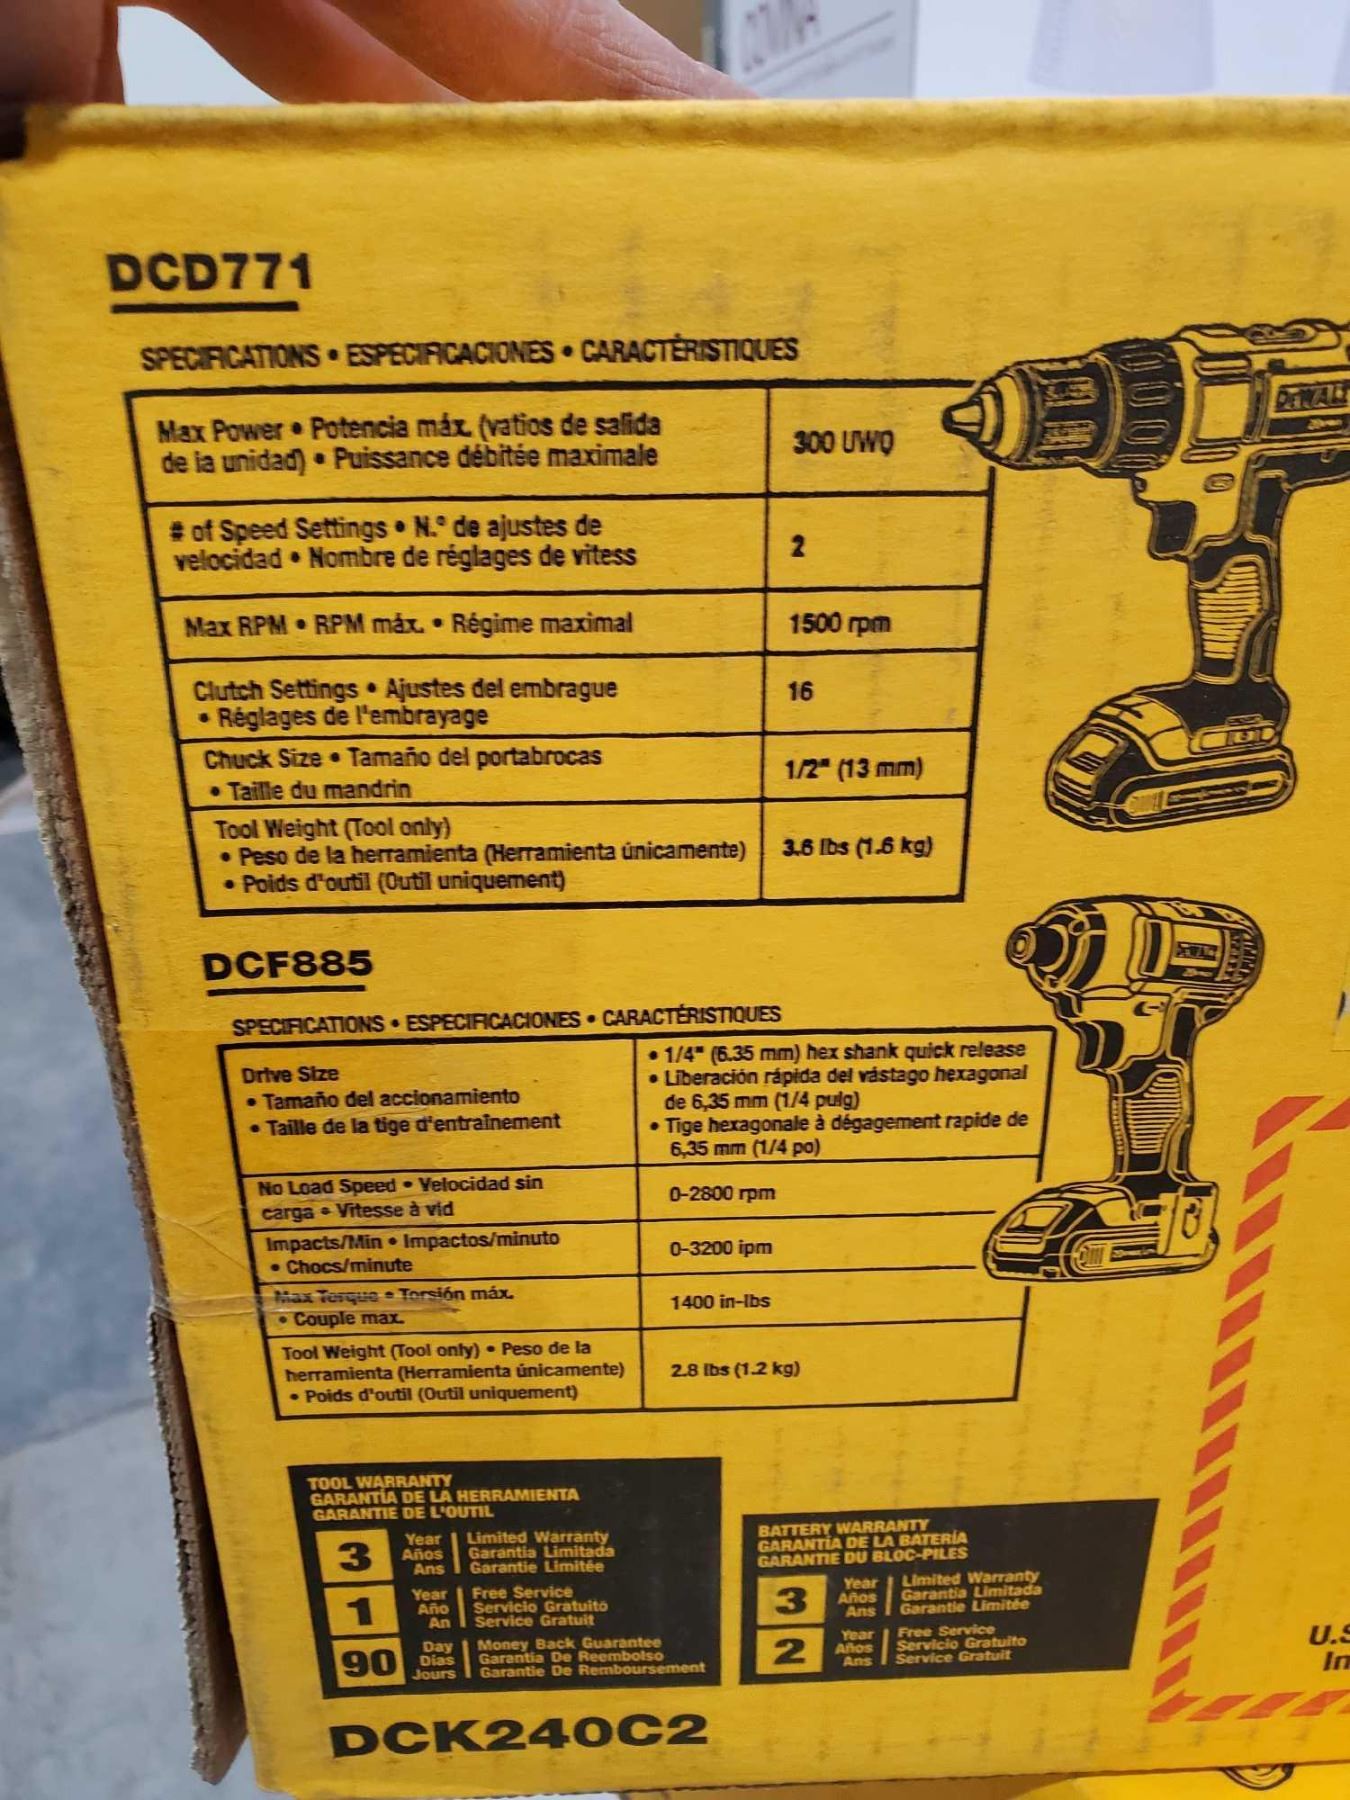 DCD771
SPECIFICATIONS • ESPECIFICACIONES • CARACTÉRISTIQUES
Max Power • Potencia máx. (vatios de salida
de la unidad) • Puissance débitée maximale
300 UWO
# of Speed Settings • N.° de ajustes de
velocidad • Nombre de réglages de vitess
2
Max RPM • RPM máx. • Régime maximal
1500 rpm
Clutch Settings • Ajustes del embrague
• Réglages de l'embrayage
16
Chuck Size • Tamaño del portabrocas
• Taille du mandrin
1/2" (13 mm)
Tool Weight (Tool only)
• Peso de la herramienta (Herramienta únicamente)
• Poids d'outil (Outil uniquement)
3.6 lbs (1.6 kg)
DEWALT
DCF885
SPECIFICATIONS • ESPECIFICACIONES • CARACTÉRISTIQUES
Drive Size
• Tamaño del accionamiento
• Taille de la tige d'entraînement
• 1/4" (6.35 mm) hex shank quick release
• Liberación rápida del vástago hexagonal
de 6,35 mm (1/4 pulg)
• Tige hexagonale à dégagement rapide de
6,35 mm (1/4 po)
No Load Speed • Velocidad sin
carga • Vitesse à vid
0-2800 rpm
Impacts/Min • Impactos/minuto
• Chocs/minute
0-3200 ipm
Max Torque • Torsión máx.
• Couple max.
1400 in-lbs
Tool Weight (Tool only) • Peso de la
herramienta (Herramienta únicamente)
• Poids d'outil (Outil uniquement)
2.8 lbs (1.2 kg)
DEWALT
TOOL WARRANTY
GARANTÍA DE LA HERRAMIENTA
GARANTIE DE L'OUTIL
3 Year Limited Warranty
Años Garantía Limitada
Ans Garantie Limitée
1 Year Free Service
Año Servicio Gratuito
An Service Gratuit
90 Day Money Back Guarantee
Días Garantía De Reembolso
Jours Garantie De Remboursement
BATTERY WARRANTY
GARANTÍA DE LA BATERÍA
GARANTIE DU BLOC-PILES
3 Year Limited Warranty
Años Garantía Limitada
Ans Garantie Limitée
2 Year Free Service
Años Servicio Gratuito
Ans Service Gratuit
DCK240C2
U.S
In